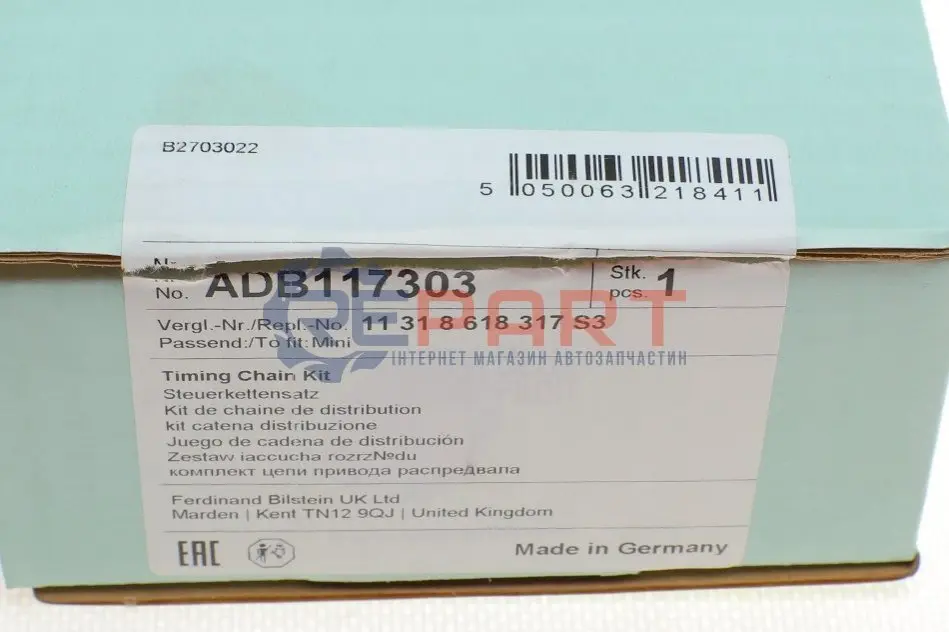 B2703022
5 050063 218411
No. ADB117303
Stk.
pcs. 1
Vergl.-Nr./Repl.-No. 11 31 8 618 317 S3
Passend:/To fit: Mini
REPART
ІНТЕРНЕТ МАГАЗИН АВТОЗАПЧАСТИН
Timing Chain Kit
Steuerkettensatz
Kit de chaine de distribution
kit catena distribuzione
Juego de cadena de distribución
Zestaw iaccucha rozrz№du
комплект цепи привода распредвала
Ferdinand Bilstein UK Ltd
Marden | Kent TN12 9QJ | United Kingdom
EAC
Made in Germany